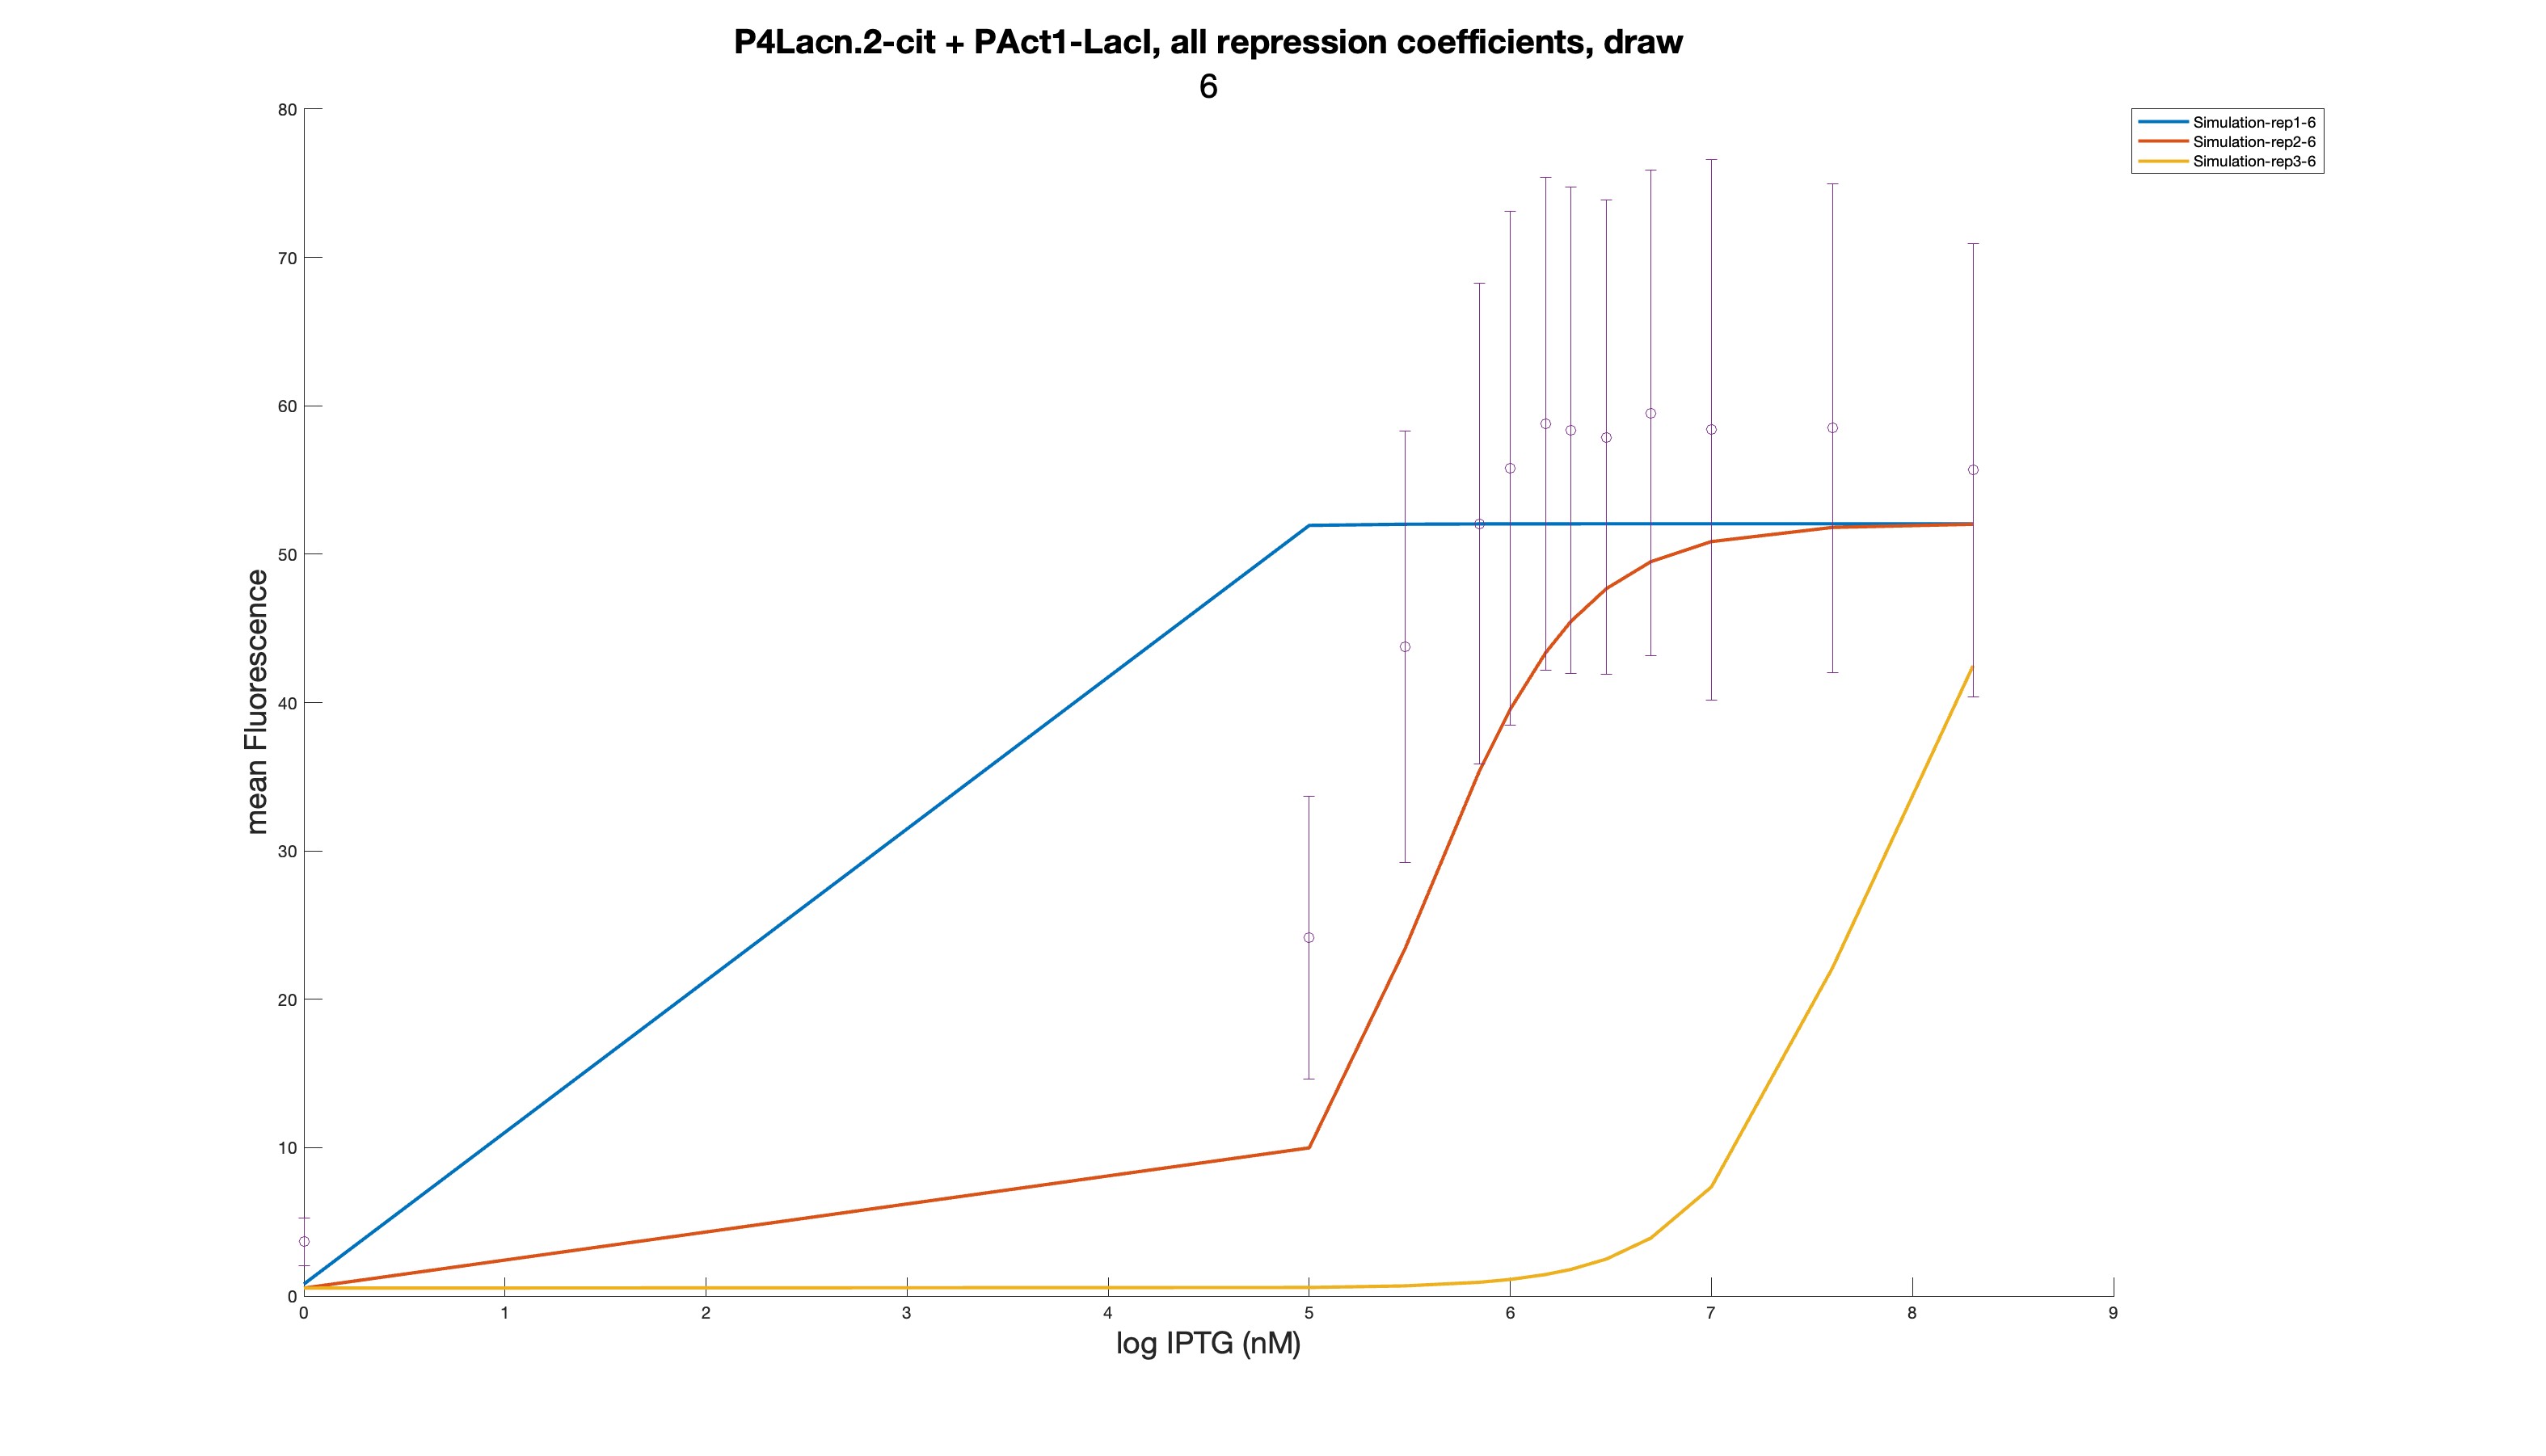 P4Lacn.2-cit + PAct1-LacI, all repression coefficients, draw
6
Simulation-rep1-6
Simulation-rep2-6
Simulation-rep3-6
80
70
60
50
40
30
20
10
0
mean Fluorescence
0 1 2 3 4 5 6 7 8 9
log IPTG (nM)